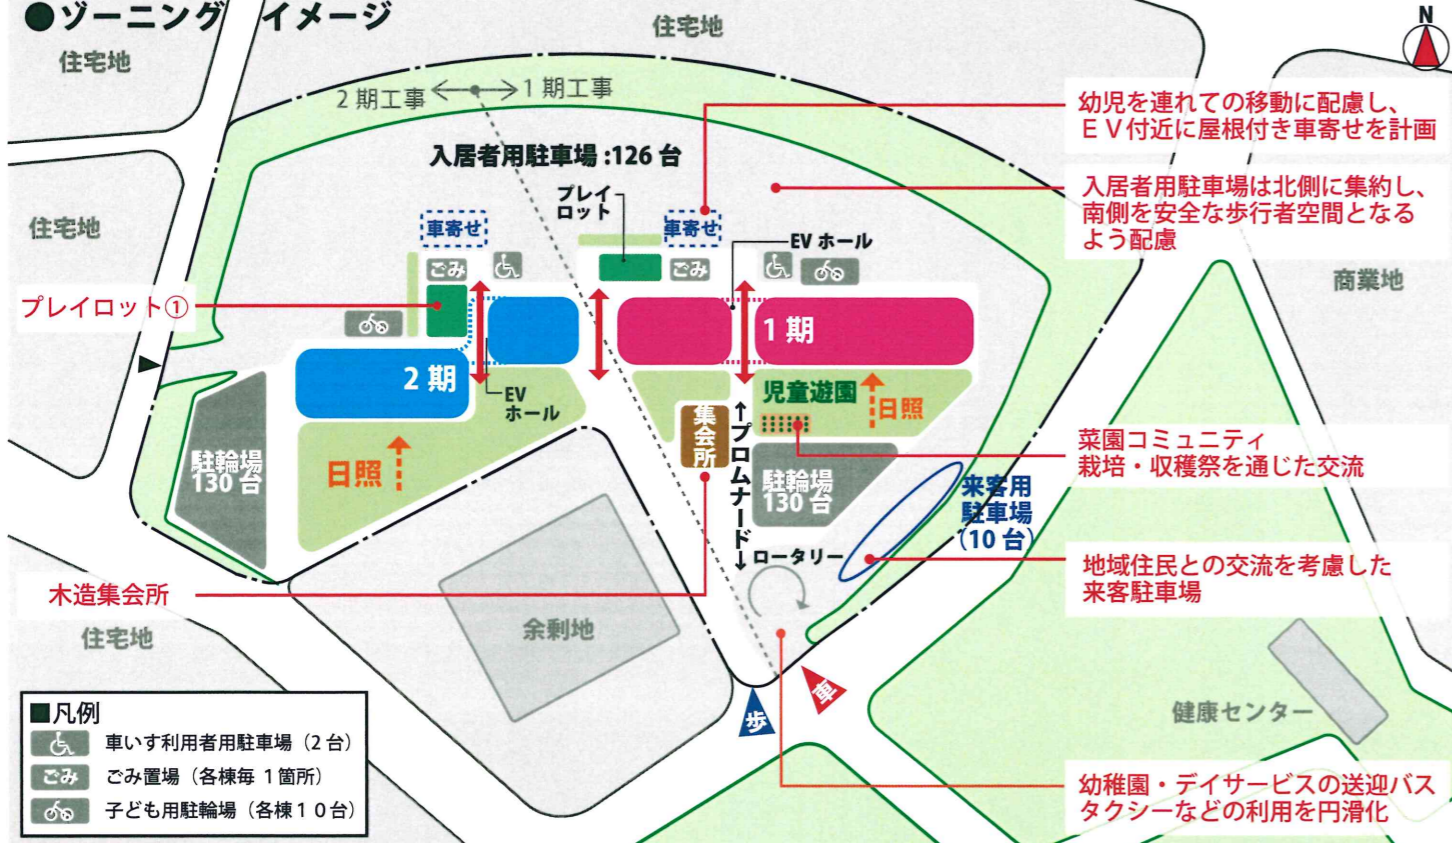 ●ゾーニング イメージ
N
住宅地
住宅地
2期工事
1期工事
入居者用駐車場:126台
幼児を連れての移動に配慮し、
EV付近に屋根付き車寄せを計画
入居者用駐車場は北側に集約し、
南側を安全な歩行者空間となる
よう配慮
プレイ
ロット
住宅地
車寄せ
車寄せ
EVホール
ごみ
ごみ
商業地
プレイロット①
1期
2期
EV
ホール
児童遊園
日照
集会所
↑プロムナード↓
菜園コミュニティ
栽培・収穫祭を通じた交流
駐輪場
130台
日照
駐輪場
130台
来客用
駐車場
(10台)
ロータリー
地域住民との交流を考慮した
来客駐車場
木造集会所
住宅地
余剰地
車
歩
健康センター
■凡例
車いす利用者用駐車場(2台)
ごみ ごみ置場(各棟毎 1箇所)
子ども用駐輪場(各棟10台)
幼稚園・デイサービスの送迎バス
タクシーなどの利用を円滑化